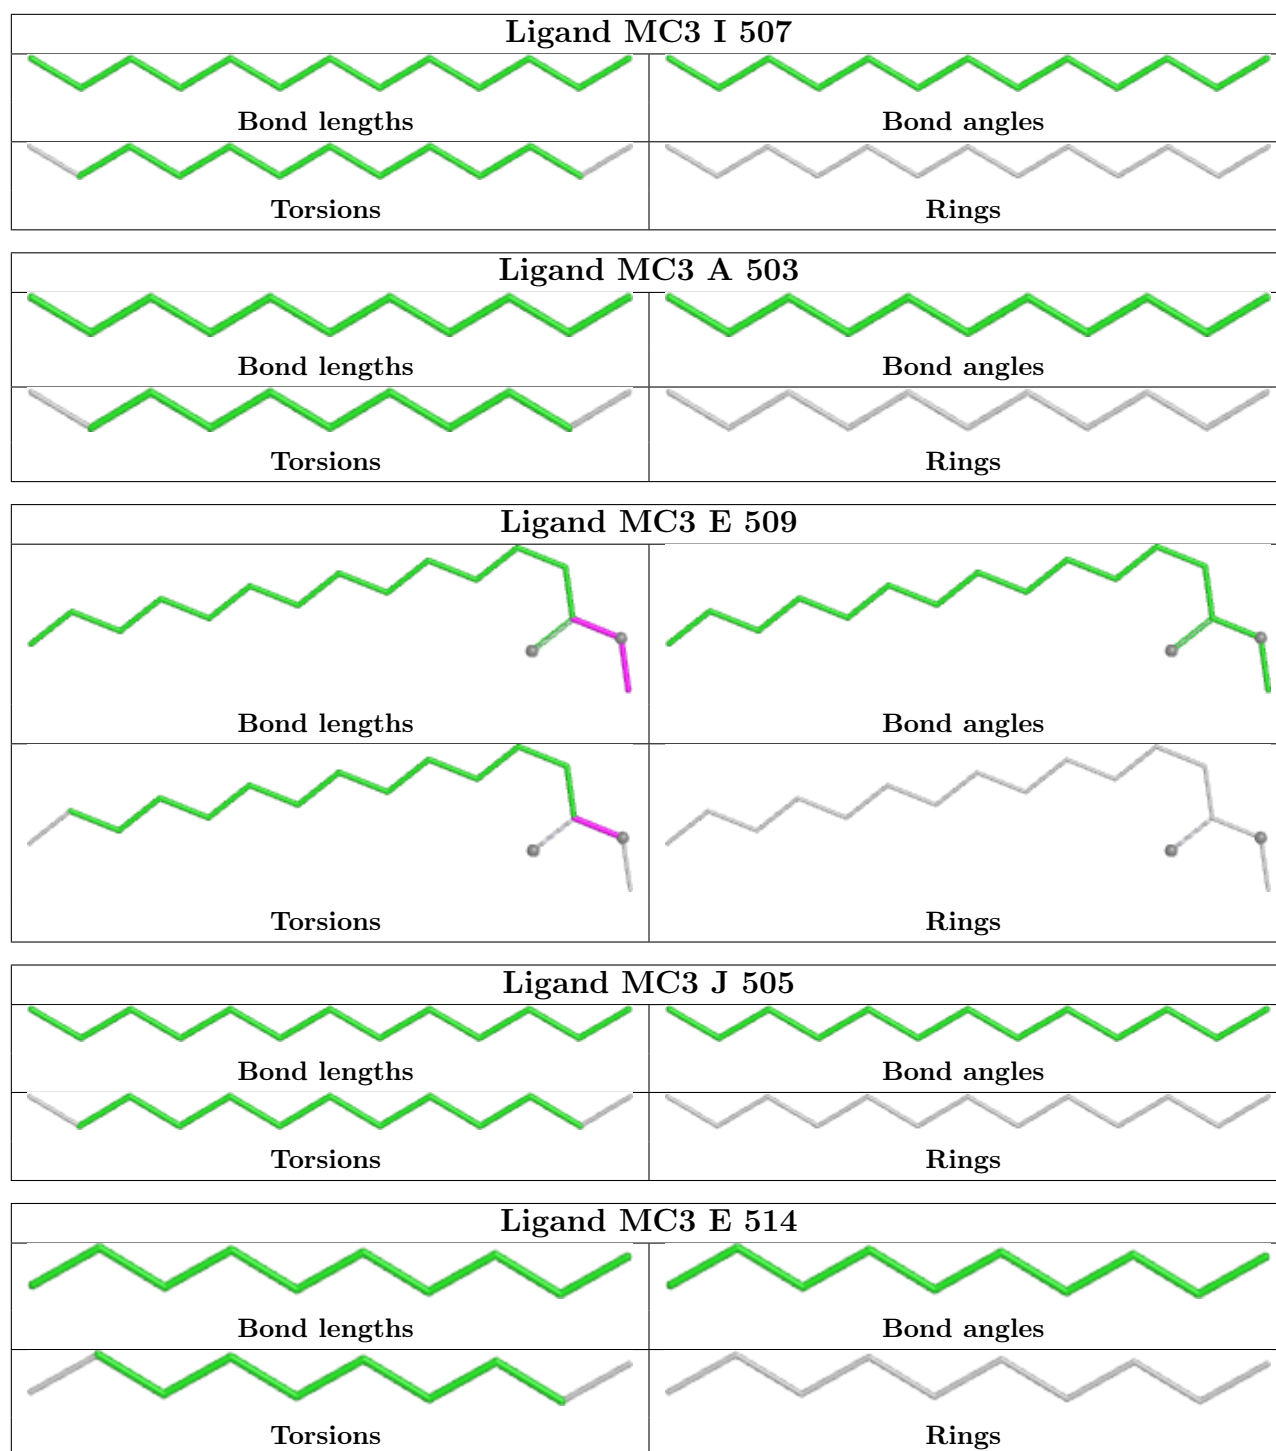 Ligand MC3 I 507
Bond lengths Bond angles
Torsions Rings
Ligand MC3 A 503
Bond lengths Bond angles
Torsions Rings
Ligand MC3 E 509
Bond lengths Bond angles
Torsions Rings
Ligand MC3 J 505
Bond lengths Bond angles
Torsions Rings
Ligand MC3 E 514
Bond lengths Bond angles
Torsions Rings